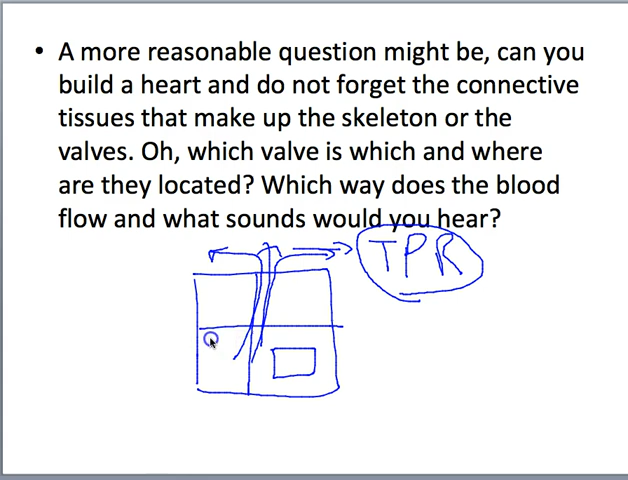 • A more reasonable question might be, can you
build a heart and do not forget the connective
tissues that make up the skeleton or the
valves. Oh, which valve is which and where
are they located? Which way does the blood
flow and what sounds would you hear?
TPR